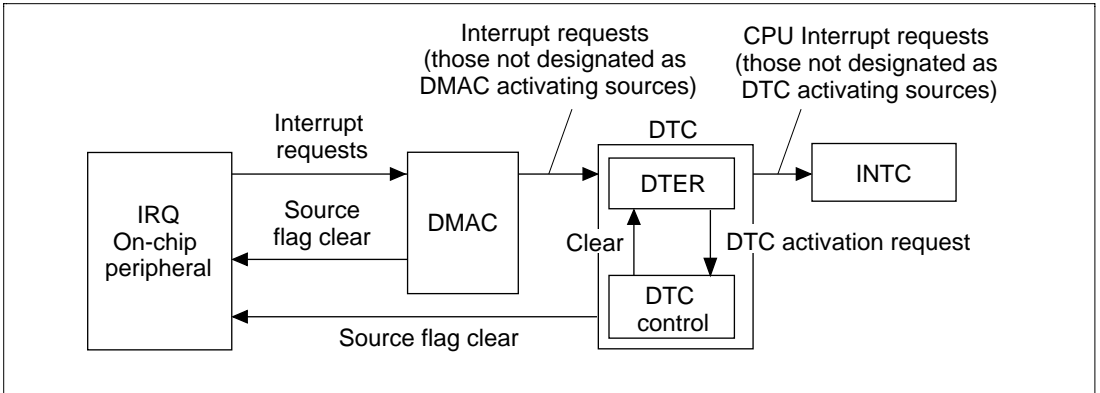 Interrupt requests
(those not designated as
DMAC activating sources)
CPU Interrupt requests
(those not designated as
DTC activating sources)
Interrupt
requests
DTC
IRQ
On-chip
peripheral
Source
flag clear
DMAC
DTER
INTC
Clear
DTC activation request
DTC
control
Source flag clear